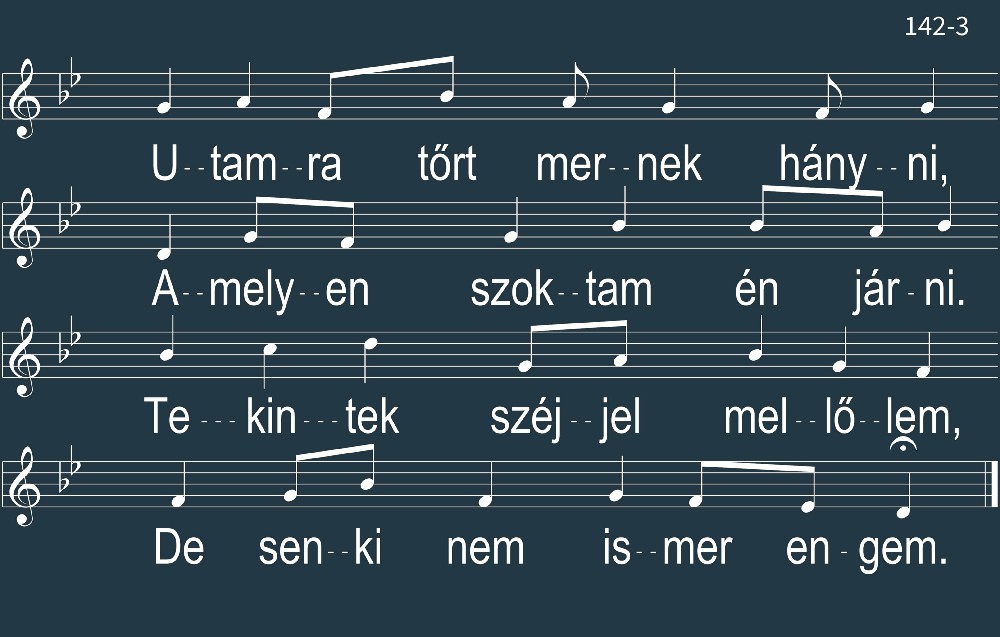 142-3
U--tam--ra tőrt mer--nek hány--ni,
A--mely--en szok--tam én jár-ni.
Te---kin---tek széj--jel mel--lő--lem,
De sen--ki nem is--mer en-gem.